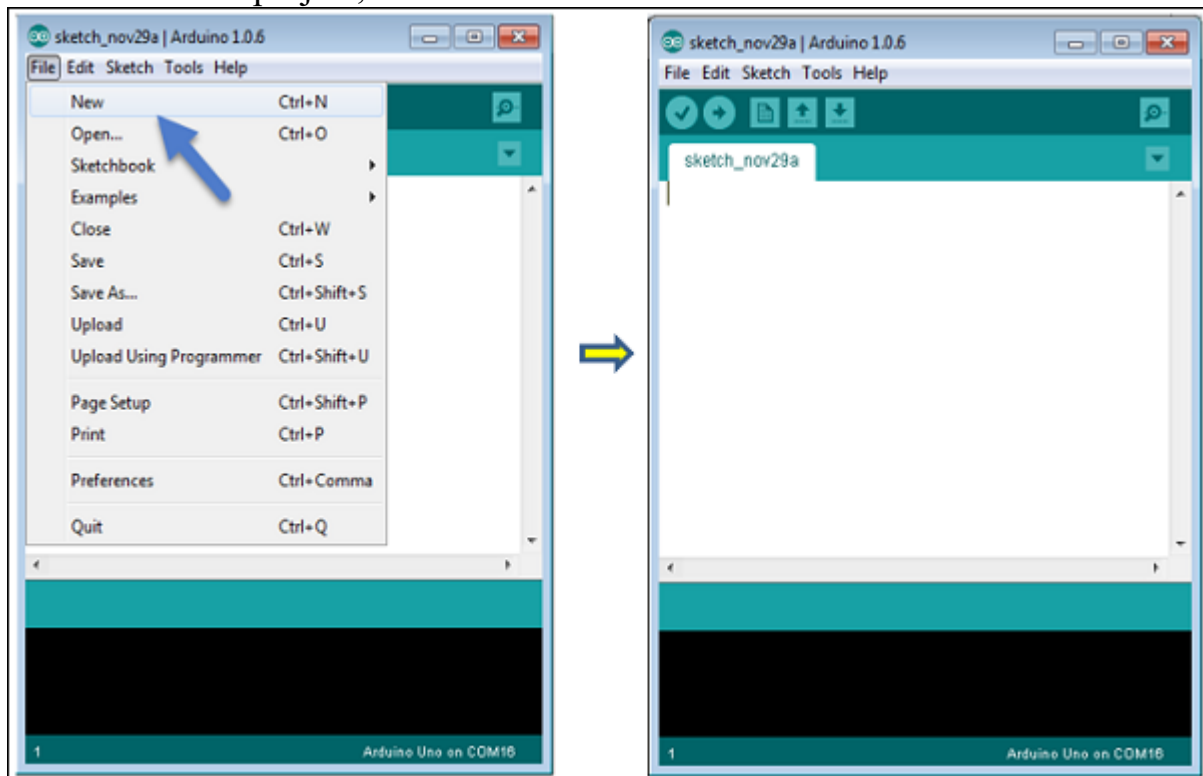 sketch_nov29a | Arduino 1.0.6
File Edit Sketch Tools Help
New Ctrl+N
Open... Ctrl+O
Sketchbook
Examples
Close Ctrl+W
Save Ctrl+S
Save As... Ctrl+Shift+S
Upload Ctrl+U
Upload Using Programmer Ctrl+Shift+U
Page Setup Ctrl+Shift+P
Print Ctrl+P
Preferences Ctrl+Comma
Quit Ctrl+Q
1 Arduino Uno on COM16
sketch_nov29a | Arduino 1.0.6
File Edit Sketch Tools Help
sketch_nov29a
1 Arduino Uno on COM16